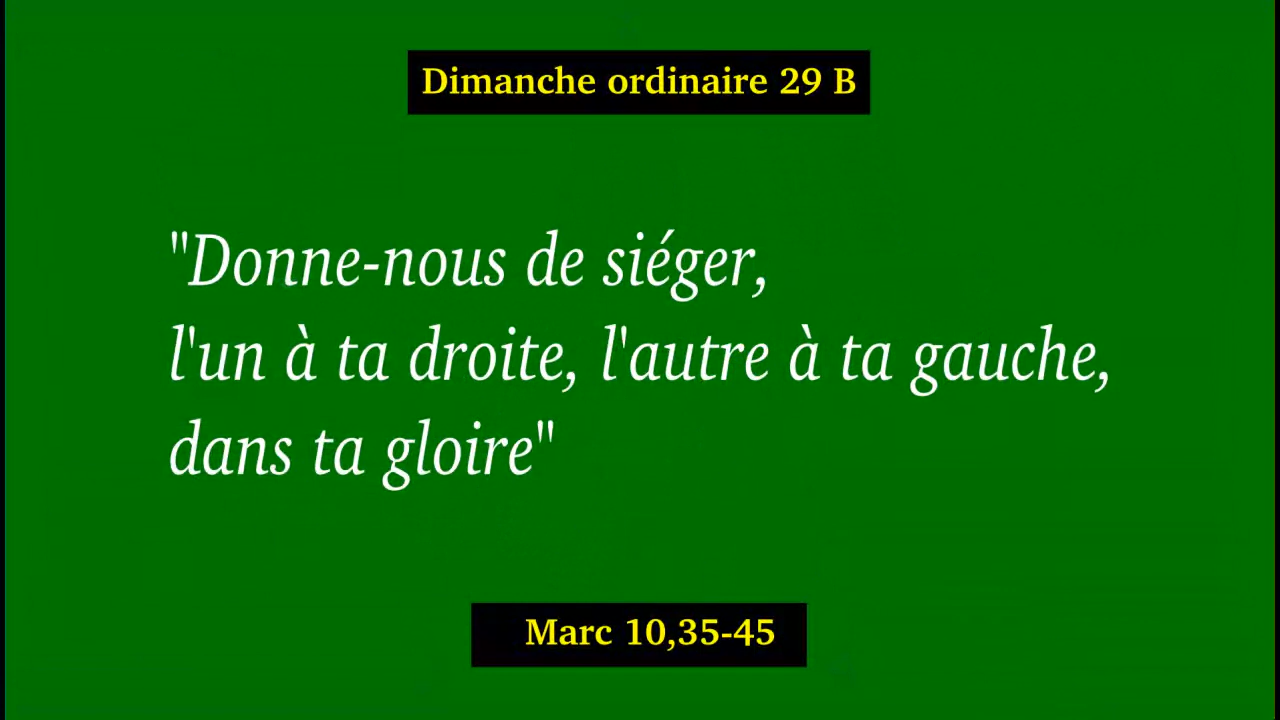 Dimanche ordinaire 29 B
"Donne-nous de siéger,
l'un à ta droite, l'autre à ta gauche,
dans ta gloire"
Marc 10,35-45